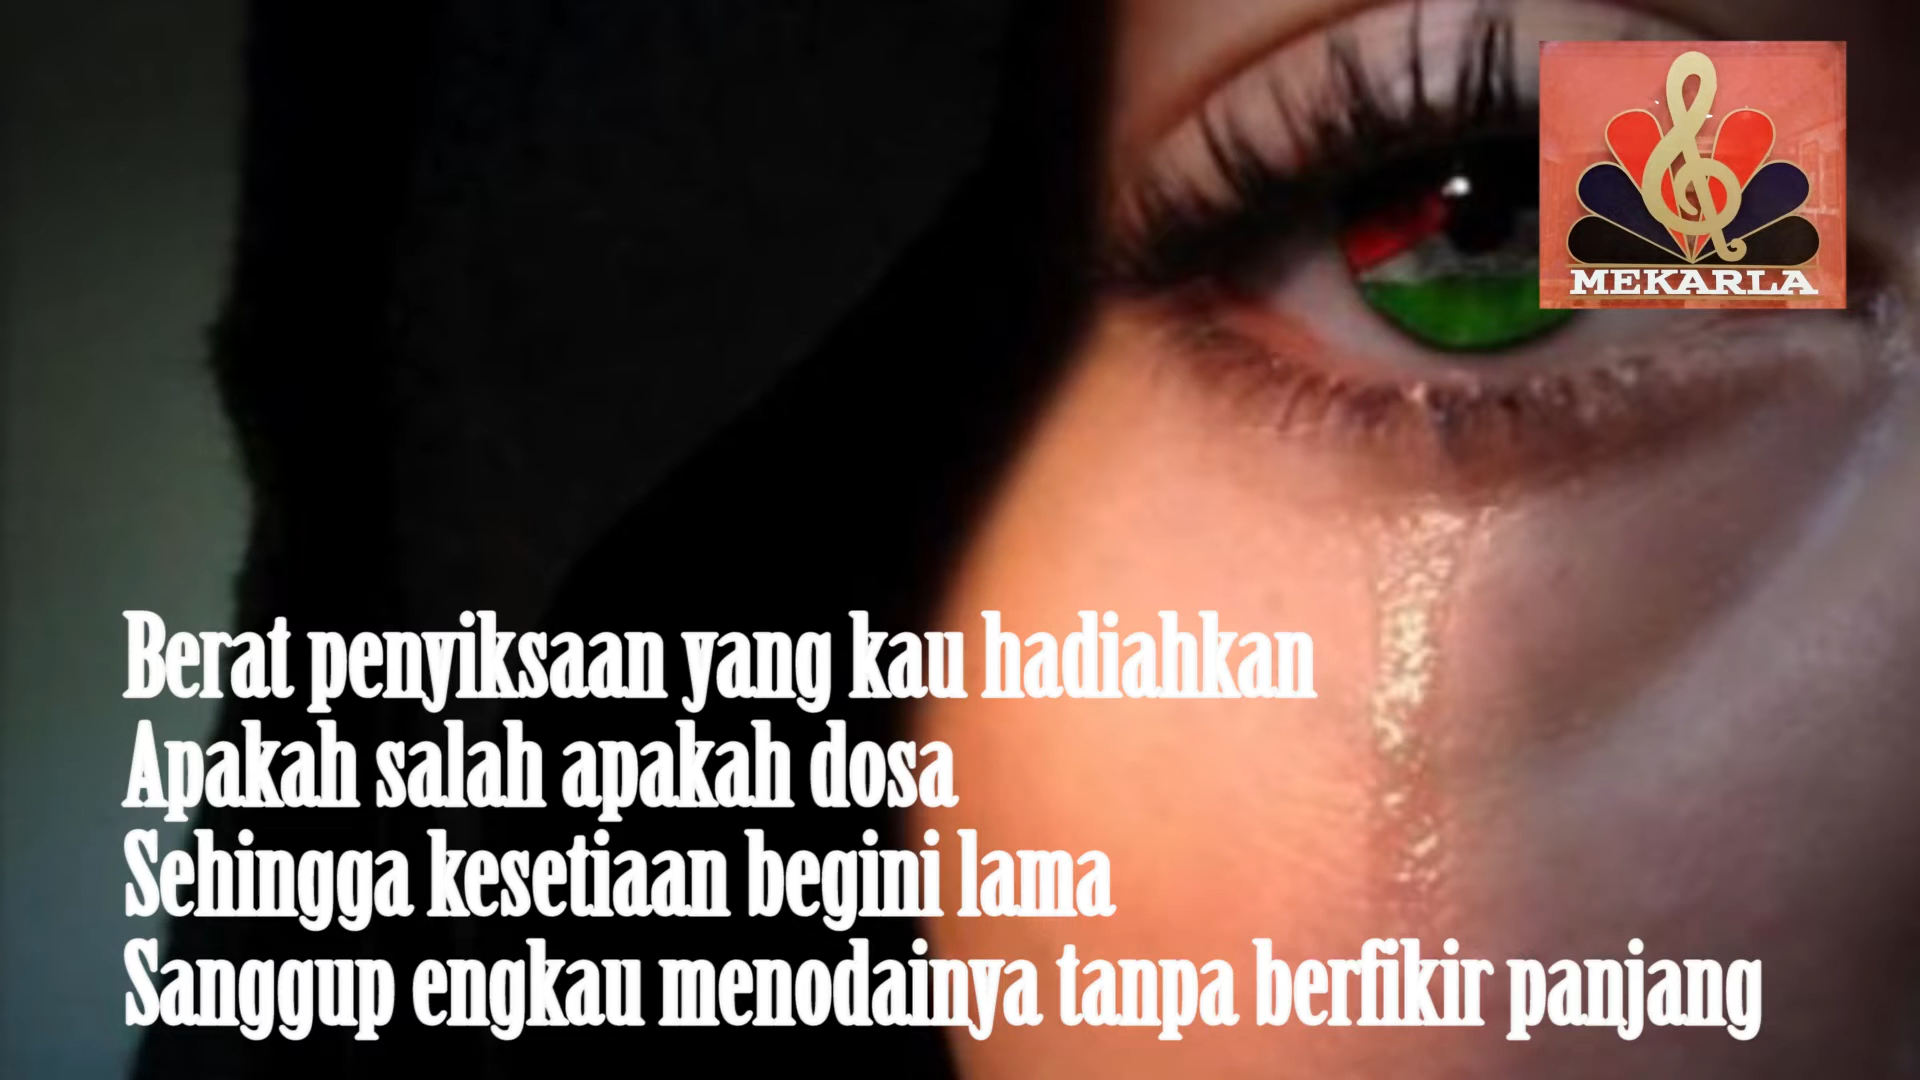 MEKARLA
Berat penyiksaan yang kau hadiahkan
Apakah salah apakah dosa
Sehingga kesetiaan begini lama
Sanggup engkau menodainya tanpa berfikir panjang